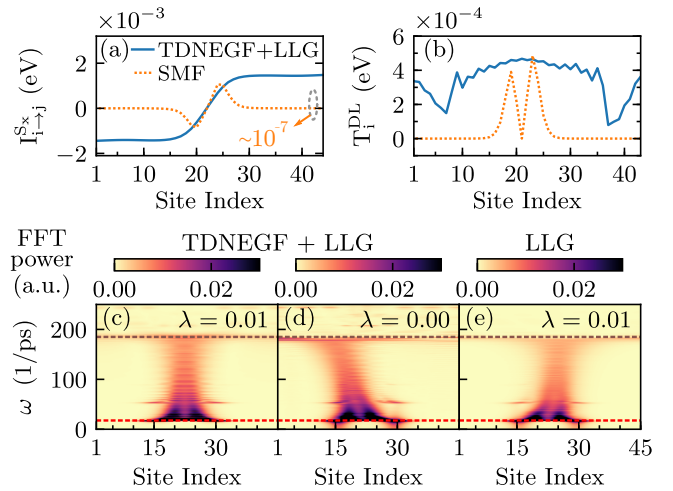 ×10⁻³
×10⁻⁴
(a) TDNEGF+LLG
SMF
(b)
I^{S_x}_{i→j} (eV)
2
0
−2
~10⁻⁷
T_i^{DL} (eV)
6
4
2
0
1 10 20 30 40
1 10 20 30 40
Site Index
Site Index
FFT power (a.u.)
TDNEGF + LLG
LLG
0.00 0.02
0.00 0.02
0.00 0.02
(c) λ = 0.01
(d) λ = 0.00
(e) λ = 0.01
ω (1/ps)
200
100
0
1 15 30
1 15 30
1 15 30 45
Site Index
Site Index
Site Index